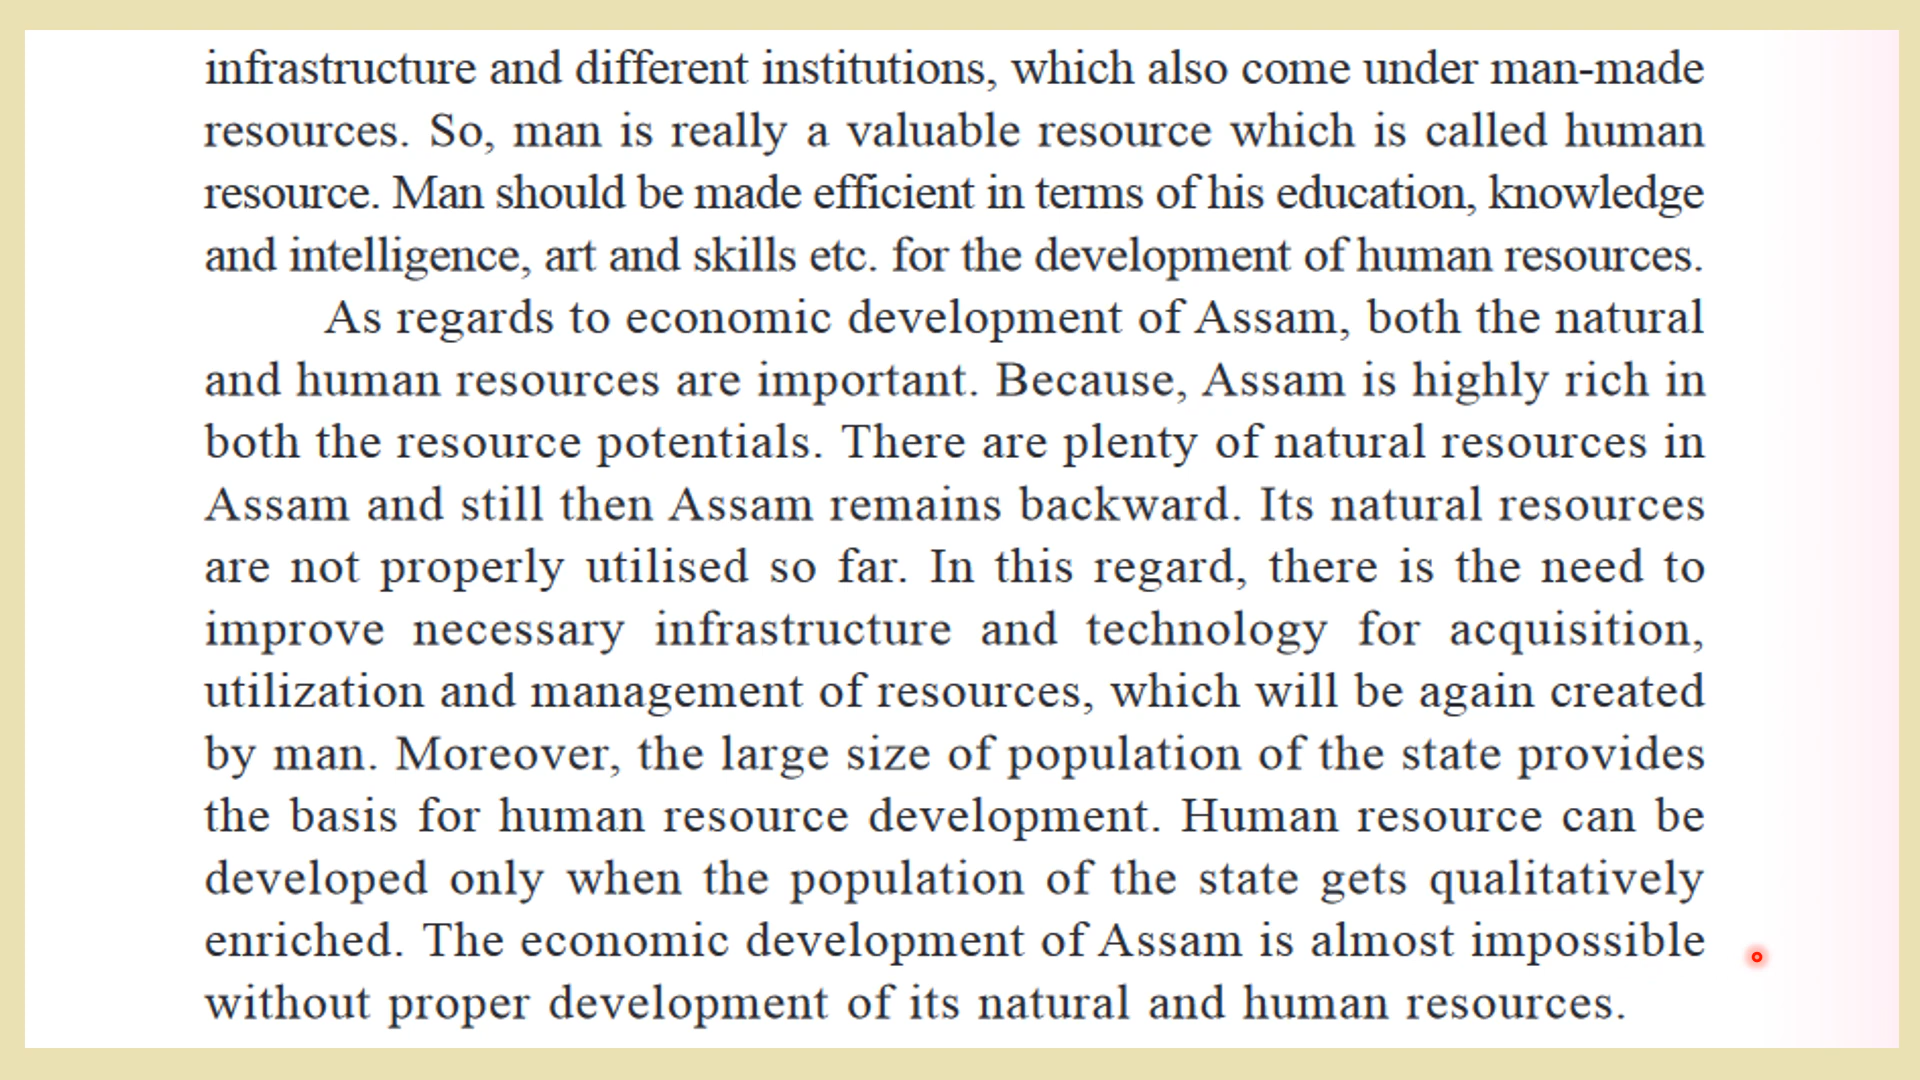 infrastructure and different institutions, which also come under man-made
resources. So, man is really a valuable resource which is called human
resource. Man should be made efficient in terms of his education, knowledge
and intelligence, art and skills etc. for the development of human resources.
As regards to economic development of Assam, both the natural
and human resources are important. Because, Assam is highly rich in
both the resource potentials. There are plenty of natural resources in
Assam and still then Assam remains backward. Its natural resources
are not properly utilised so far. In this regard, there is the need to
improve necessary infrastructure and technology for acquisition,
utilization and management of resources, which will be again created
by man. Moreover, the large size of population of the state provides
the basis for human resource development. Human resource can be
developed only when the population of the state gets qualitatively
enriched. The economic development of Assam is almost impossible
without proper development of its natural and human resources.